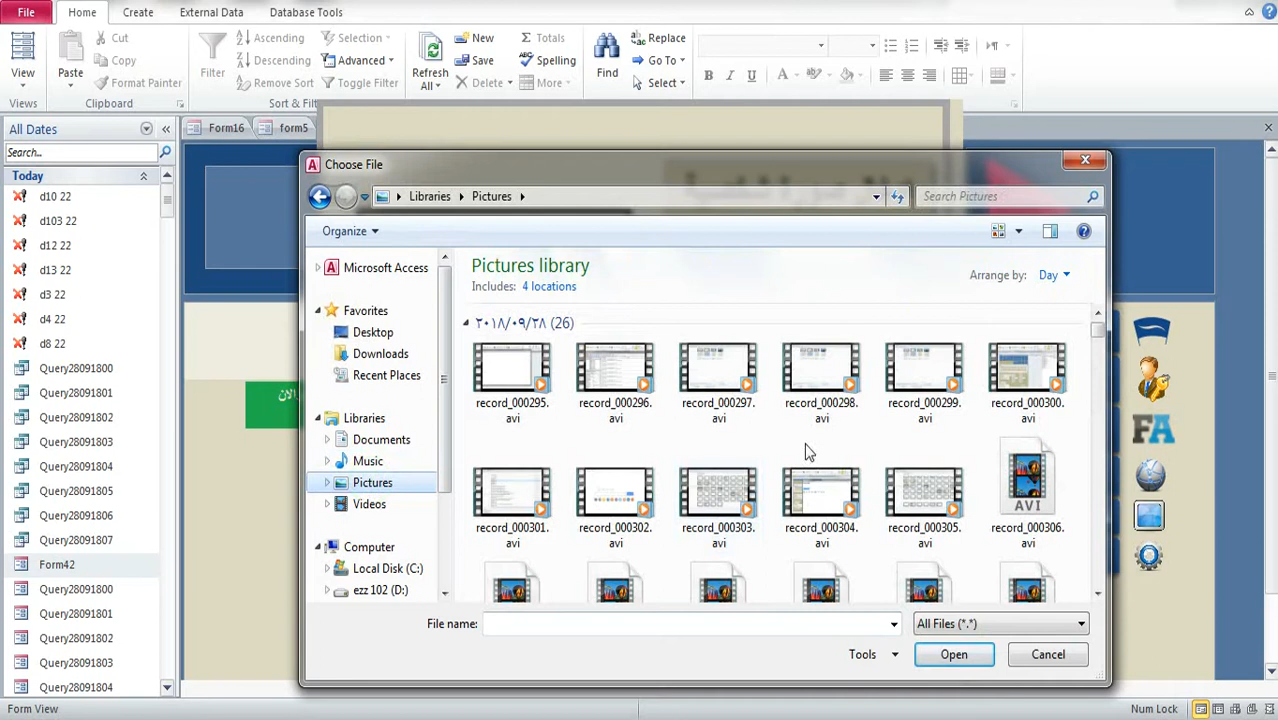 File Home Create External Data Database Tools
View
Views
Paste
Cut
Copy
Format Painter
Clipboard
Filter
Ascending
Descending
Remove Sort
Selection
Advanced
Toggle Filter
Sort & Fi
Refresh
All
New
Save
Delete
Totals
Spelling
More
Find
Replace
Go To
Select
B I U A
All Dates
Search...
Today
d10 22
d103 22
d12 22
d13 22
d3 22
d4 22
d8 22
Query28091800
Query28091801
Query28091802
Query28091803
Query28091804
Query28091805
Query28091806
Query28091807
Form42
Query28091800
Query28091801
Query28091802
Query28091803
Query28091804
Form16 form5
الان
FA
Choose File
Libraries Pictures
Search Pictures
Organize
Microsoft Access
Favorites
Desktop
Downloads
Recent Places
Libraries
Documents
Music
Pictures
Videos
Computer
Local Disk (C:)
ezz 102 (D:)
Pictures library
Includes: 4 locations
Arrange by: Day
٢٠١٨/٠٩/٢٨ (26)
record_000295.
avi
record_000296.
avi
record_000297.
avi
record_000298.
avi
record_000299.
avi
record_000300.
avi
record_000301.
avi
record_000302.
avi
record_000303.
avi
record_000304.
avi
record_000305.
avi
AVI
record_000306.
avi
File name:
All Files (*.*)
Tools
Open
Cancel
Form View
Num Lock